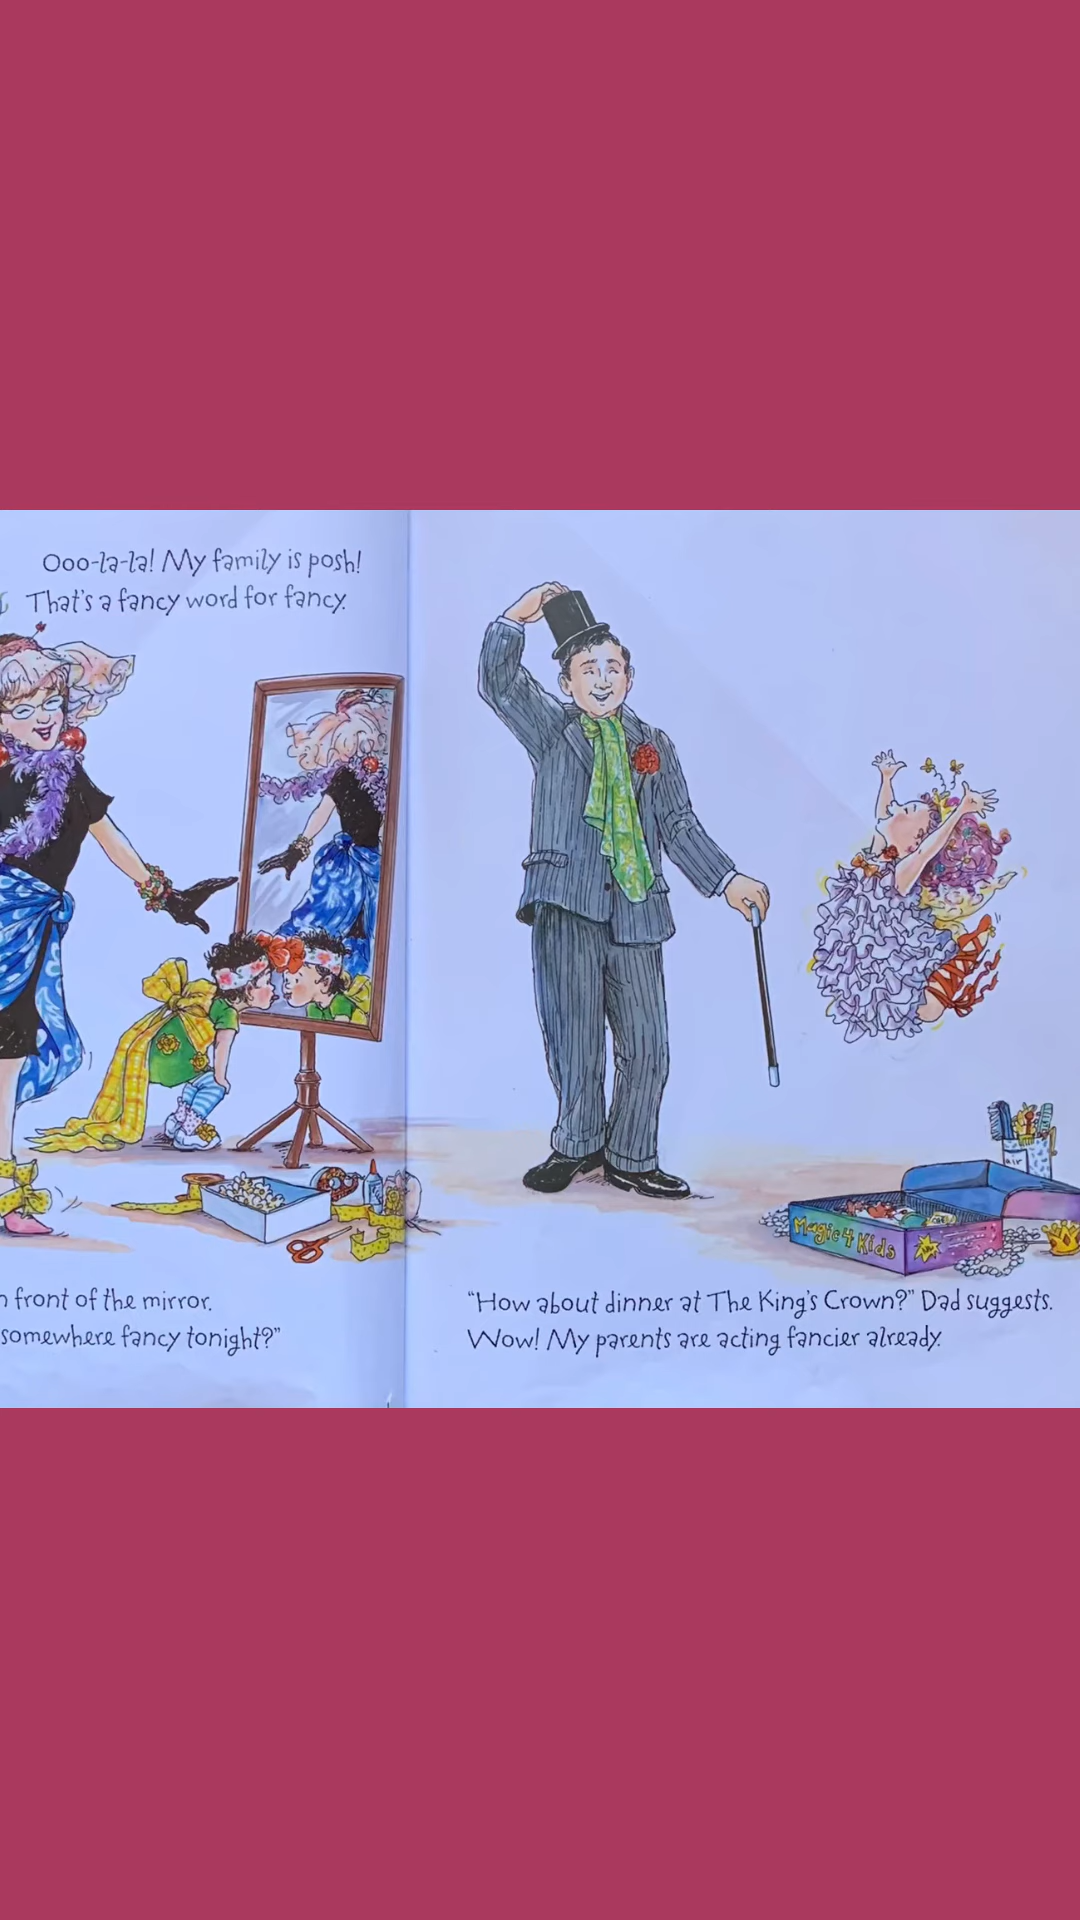 Ooo-la-la! My family is posh!
That's a fancy word for fancy.
front of the mirror.
somewhere fancy tonight?"
Magic 4 Kids
"How about dinner at The King's Crown?" Dad suggests.
Wow! My parents are acting fancier already.